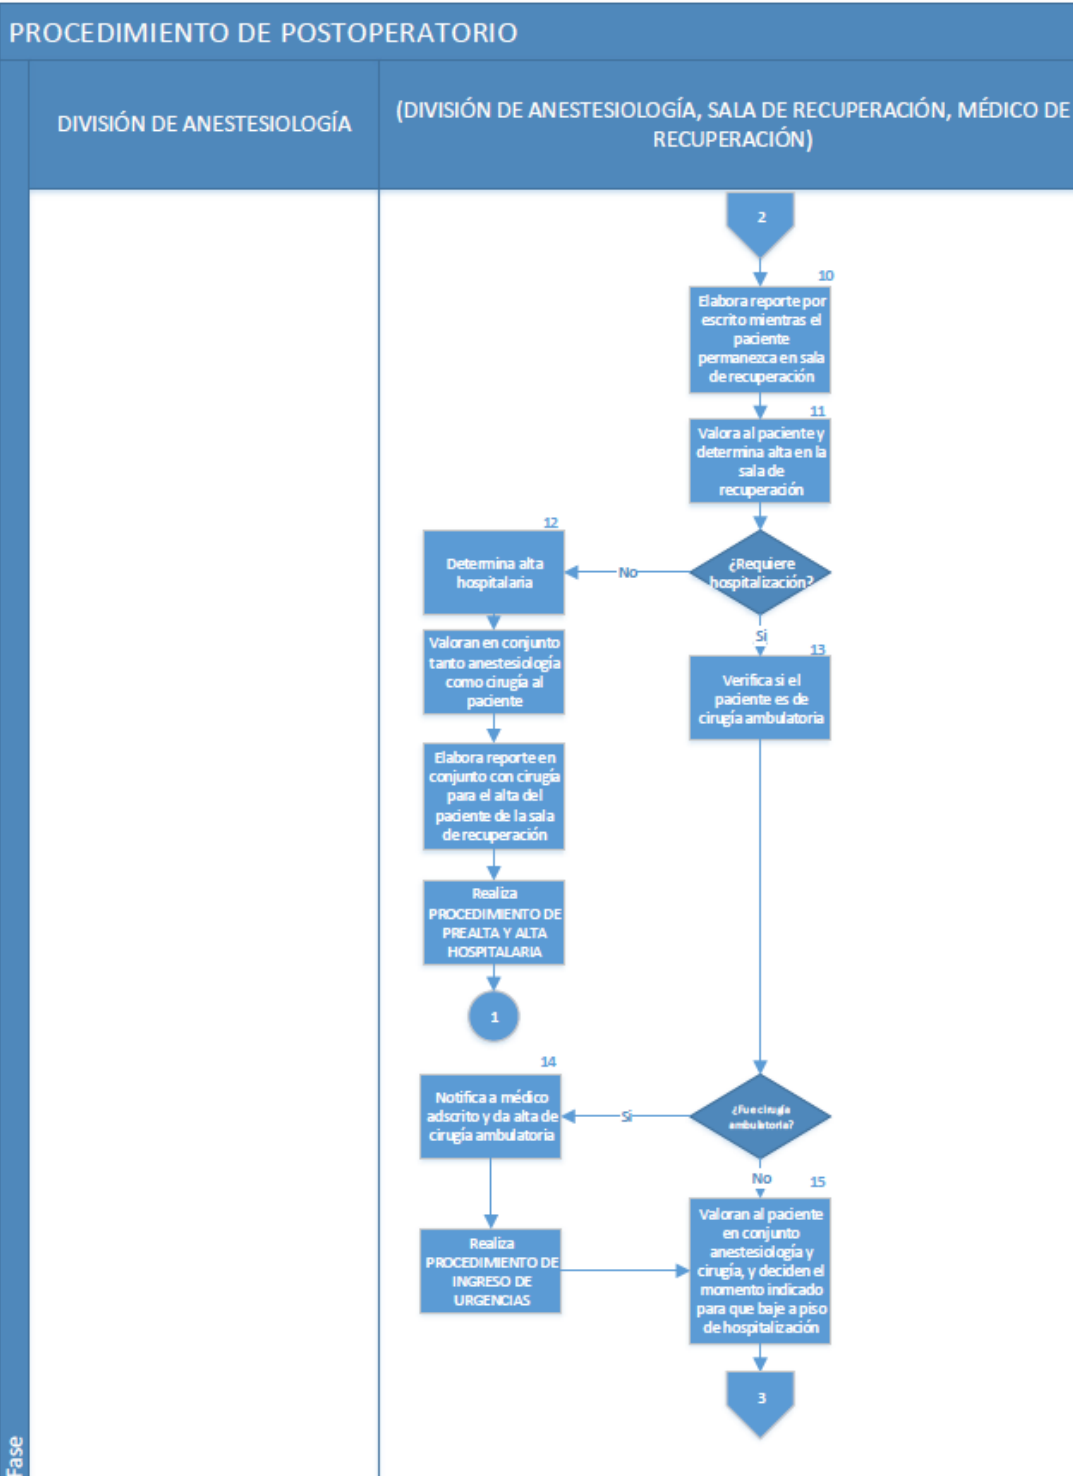 PROCEDIMIENTO DE POSTOPERATORIO
DIVISIÓN DE ANESTESIOLOGÍA
(DIVISIÓN DE ANESTESIOLOGÍA, SALA DE RECUPERACIÓN, MÉDICO DE
RECUPERACIÓN)
2
10
Elabora reporte por
escrito mientras el
paciente
permanezca en sala
de recuperación
11
Valora al paciente y
determina alta en la
sala de
recuperación
¿Requiere
hospitalización?
No
12
Determina alta
hospitalaria
Valoran en conjunto
tanto anestesiología
como cirugía al
paciente
Elabora reporte en
conjunto con cirugía
para el alta del
paciente de la sala
de recuperación
Realiza
PROCEDIMIENTO DE
PREALTA Y ALTA
HOSPITALARIA
1
Si
13
Verifica si el
paciente es de
cirugía ambulatoria
¿Fue cirugía
ambulatoria?
Si
14
Notifica a médico
adscrito y da alta de
cirugía ambulatoria
Realiza
PROCEDIMIENTO DE
INGRESO DE
URGENCIAS
No
15
Valoran al paciente
en conjunto
anestesiología y
cirugía, y deciden el
momento indicado
para que baje a piso
de hospitalización
3
Fase